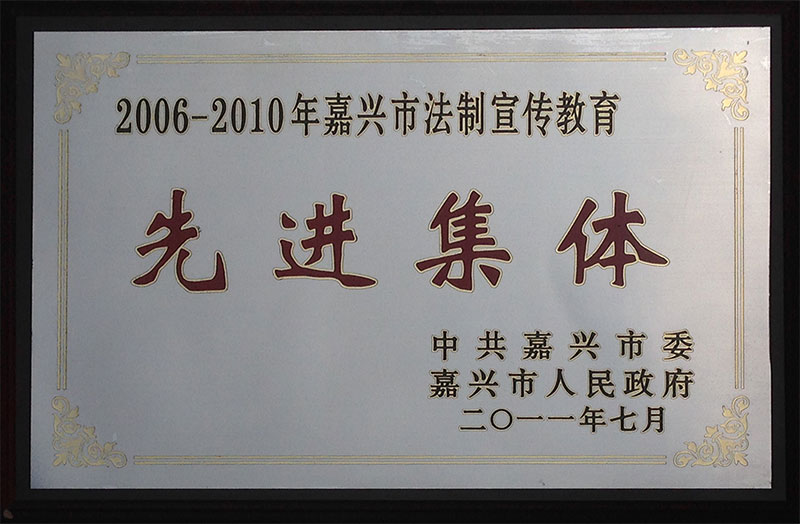 2006-2010年嘉兴市法制宣传教育
先进集体
中共嘉兴市委
嘉兴市人民政府
二〇一一年七月